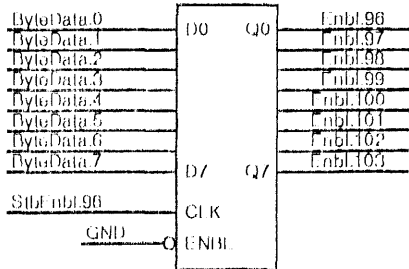 ByteData.0 D0 Q0 Enbl.96
ByteData.1 Enbl.97
ByteData.2 Enbl.98
ByteData.3 Enbl.99
ByteData.4 Enbl.100
ByteData.5 Enbl.101
ByteData.6 Enbl.102
ByteData.7 D7 Q7 Enbl.103
StbEnbl.96 CLK
GND ENBL